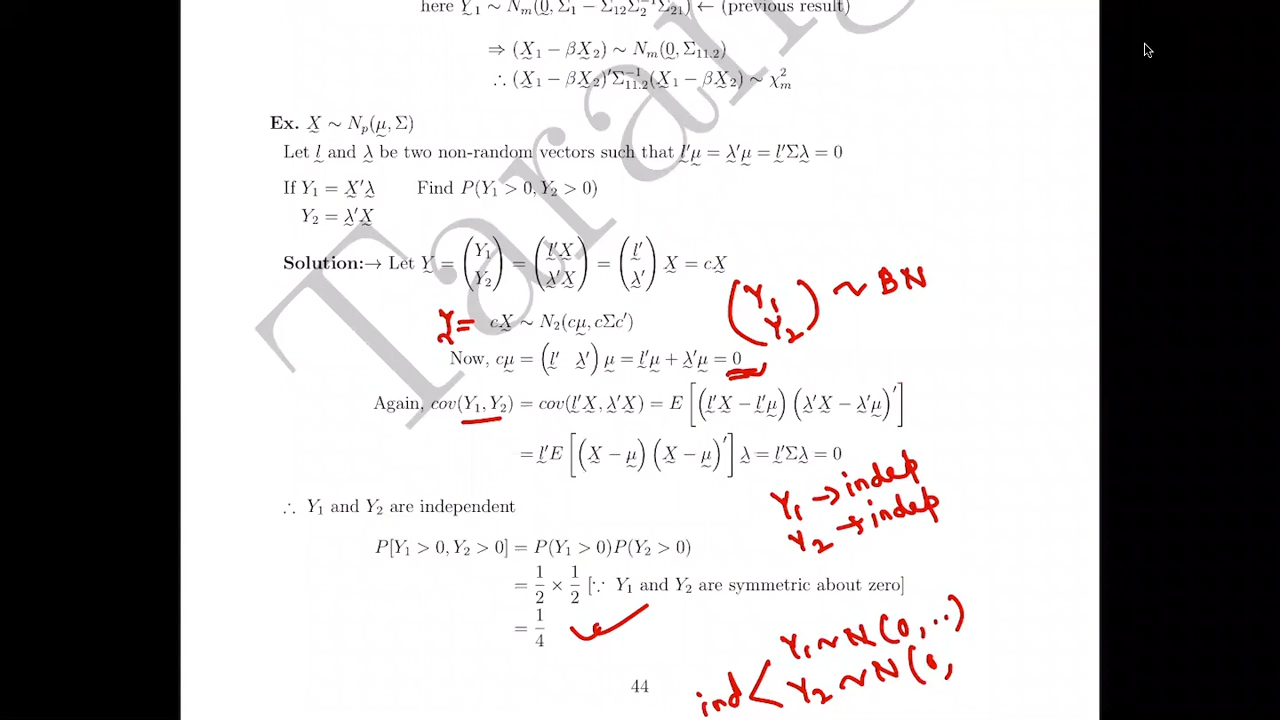 here Y₁ ~ Nₘ(0, Σ₁ − Σ₁₂Σ₂⁻¹Σ₂₁) ← (previous result)
⇒ (X₁ − βX₂) ~ Nₘ(0, Σ₁₁.₂)
∴ (X₁ − βX₂)′Σ₁₁.₂⁻¹(X₁ − βX₂) ~ χ²ₘ
Ex. X ~ Nₚ(μ, Σ)
Let l and λ be two non-random vectors such that l′μ = λ′μ = l′Σλ = 0
If Y₁ = X′λ Find P(Y₁ > 0, Y₂ > 0)
Y₂ = λ′X
Solution:→ Let Y = (Y₁ Y₂) = (l′X λ′X) = (l′ λ′) X = cX
(Y₁ Y₂) ~ BN
Y = cX ~ N₂(cμ, cΣc′)
Now, cμ = (l′ λ′) μ = l′μ + λ′μ = 0
Again, cov(Y₁, Y₂) = cov(l′X, λ′X) = E[(l′X − l′μ)(λ′X − λ′μ)′]
= l′E[(X − μ)(X − μ)′]λ = l′Σλ = 0
Y₁ → indep
∴ Y₁ and Y₂ are independent
Y₂ → indep
P[Y₁ > 0, Y₂ > 0] = P(Y₁ > 0)P(Y₂ > 0)
= 1/2 × 1/2 [∵ Y₁ and Y₂ are symmetric about zero]
= 1/4
Y₁ ~ N(0, ..)
ind < Y₂ ~ N(0,
44
Tarang